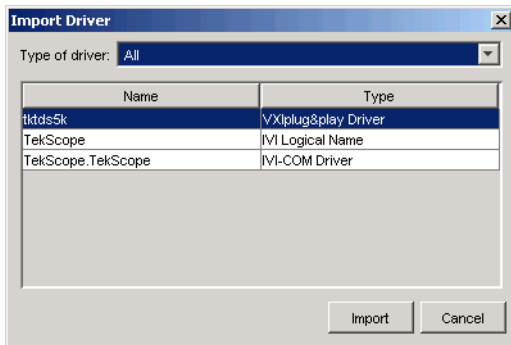 Import Driver
Type of driver: All
Name Type
tktds5k VXIplug&play Driver
TekScope IVI Logical Name
TekScope.TekScope IVI-COM Driver
Import Cancel